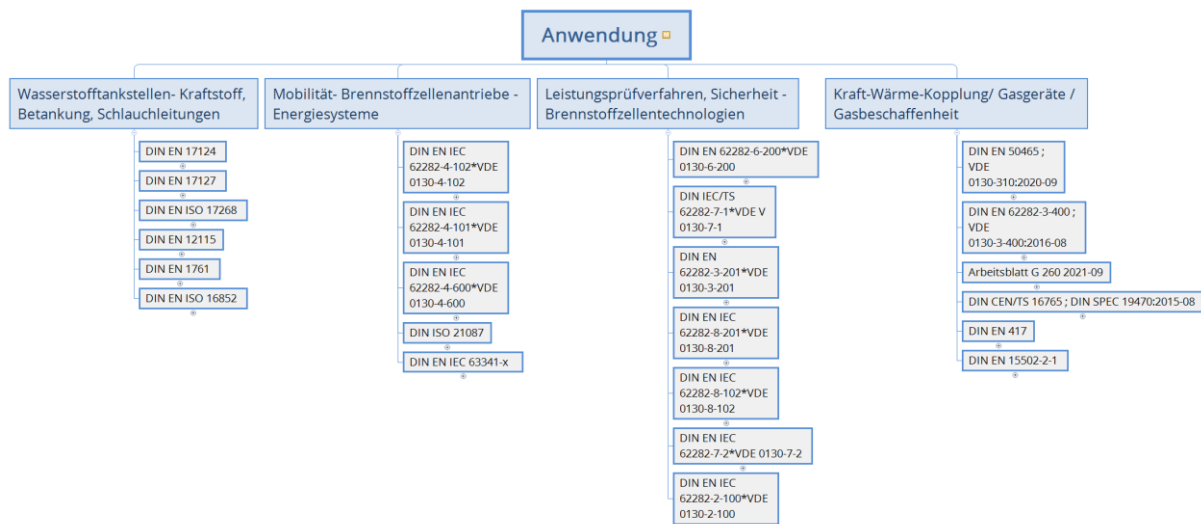 Anwendung
Wasserstofftankstellen- Kraftstoff,
Betankung, Schlauchleitungen
DIN EN 17124
DIN EN 17127
DIN EN ISO 17268
DIN EN 12115
DIN EN 1761
DIN EN ISO 16852
Mobilität- Brennstoffzellenantriebe -
Energiesysteme
DIN EN IEC
62282-4-102*VDE
0130-4-102
DIN EN IEC
62282-4-101*VDE
0130-4-101
DIN EN IEC
62282-4-600*VDE
0130-4-600
DIN ISO 21087
DIN EN IEC 63341-x
Leistungsprüfverfahren, Sicherheit -
Brennstoffzellentechnologien
DIN EN 62282-6-200*VDE
0130-6-200
DIN IEC/TS
62282-7-1*VDE V
0130-7-1
DIN EN
62282-3-201*VDE
0130-3-201
DIN EN IEC
62282-8-201*VDE
0130-8-201
DIN EN IEC
62282-8-102*VDE
0130-8-102
DIN EN IEC
62282-7-2*VDE 0130-7-2
DIN EN IEC
62282-2-100*VDE
0130-2-100
Kraft-Wärme-Kopplung/ Gasgeräte /
Gasbeschaffenheit
DIN EN 50465 ;
VDE
0130-310:2020-09
DIN EN 62282-3-400 ;
VDE
0130-3-400:2016-08
Arbeitsblatt G 260 2021-09
DIN CEN/TS 16765 ; DIN SPEC 19470:2015-08
DIN EN 417
DIN EN 15502-2-1